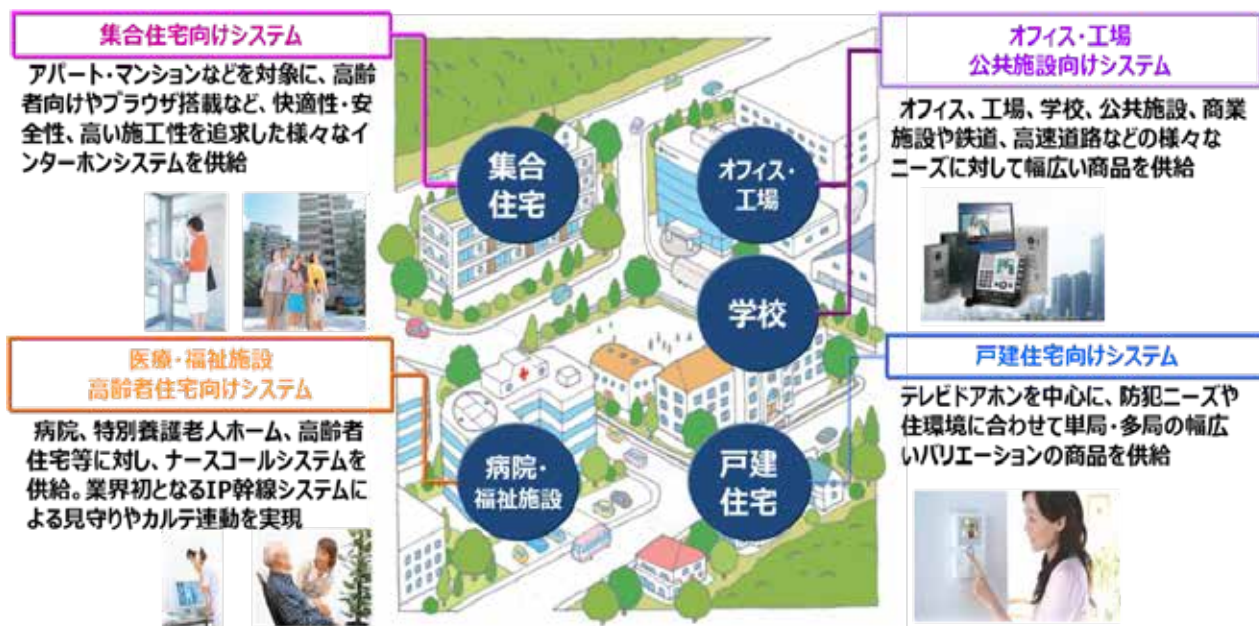 集合住宅向けシステム
アパート・マンションなどを対象に、高齢
者向けやブラウザ搭載など、快適性・安
全性、高い施工性を追求した様々なイ
ンターホンシステムを供給
オフィス・工場
公共施設向けシステム
オフィス、工場、学校、公共施設、商業
施設や鉄道、高速道路などの様々な
ニーズに対して幅広い商品を供給
集合
住宅
オフィス・
工場
学校
医療・福祉施設
高齢者住宅向けシステム
病院、特別養護老人ホーム、高齢者
住宅等に対し、ナースコールシステムを
供給。業界初となるIP幹線システムに
よる見守りやカルテ連動を実現
病院・
福祉施設
戸建
住宅
戸建住宅向けシステム
テレビドアホンを中心に、防犯ニーズや
住環境に合わせて単局・多局の幅広
いバリエーションの商品を供給